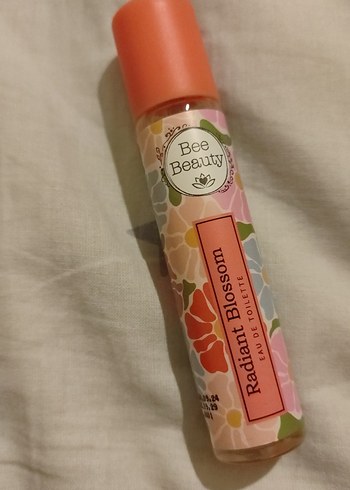 Bee
Beauty
Radiant Blossom
EAU DE TOILETTE